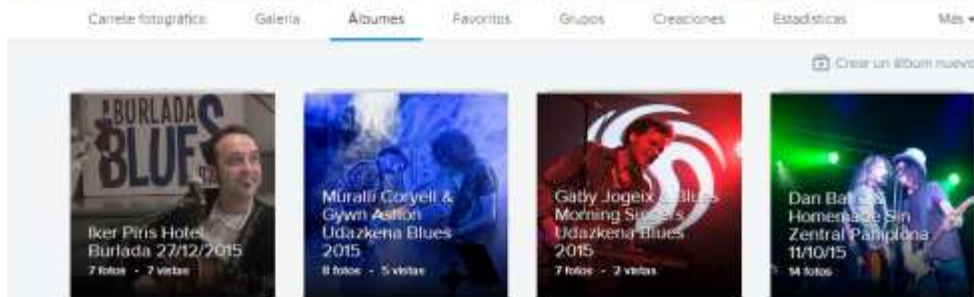 Carrete fotográfico Galería Álbumes Favoritos Grupos Creaciones Estadísticas Más
Crear un álbum nuevo
BURLADA
BLUES
Iker Piris Hotel
Burlada 27/12/2015
7 fotos - 7 vistas
Muralli Coryell &
Gywn Ashton
Udazkena Blues
2015
8 fotos - 5 vistas
Gaby Jogeix & Blues
Morning Singers
Udazkena Blues
2015
7 fotos - 2 vistas
Dan &
Homemade Sin
Zentral Pamplona
11/10/15
14 fotos